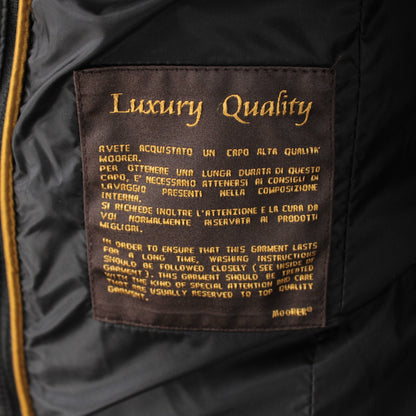 Luxury Quality
AVETE ACQUISTATO UN CAPO ALTA QUALITA'
MOORER.
PER OTTENERE UNA LUNGA DURATA DI QUESTO
CAPO, E' NECESSARIO ATTENERSI AI CONSIGLI DI
LAVAGGIO PRESENTI NELLA COMPOSIZIONE
INTERNA.
SI RICHIEDE INOLTRE L'ATTENZIONE E LA CURA DA
VOI NORMALMENTE RISERVATA AI PRODOTTI
MIGLIORI.
IN ORDER TO ENSURE THAT THIS GARMENT LASTS
FOR A LONG TIME, WASHING INSTRUCTIONS
SHOULD BE FOLLOWED CLOSELY (SEE INSIDE OF
GARMENT). THIS GARMENT SHOULD BE TREATED
WITH THE KIND OF SPECIAL ATTENTION AND CARE
THAT ARE USUALLY RESERVED TO TOP QUALITY
GARMENT.
MOORER®